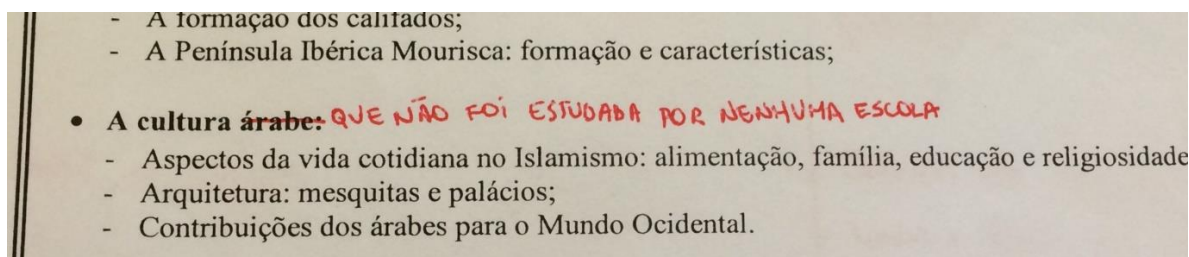 - A formação dos califados;
- A Península Ibérica Mourisca: formação e características;
• A cultura árabe: QUE NÃO FOI ESTUDADA POR NENHUMA ESCOLA
- Aspectos da vida cotidiana no Islamismo: alimentação, família, educação e religiosidade
- Arquitetura: mesquitas e palácios;
- Contribuições dos árabes para o Mundo Ocidental.